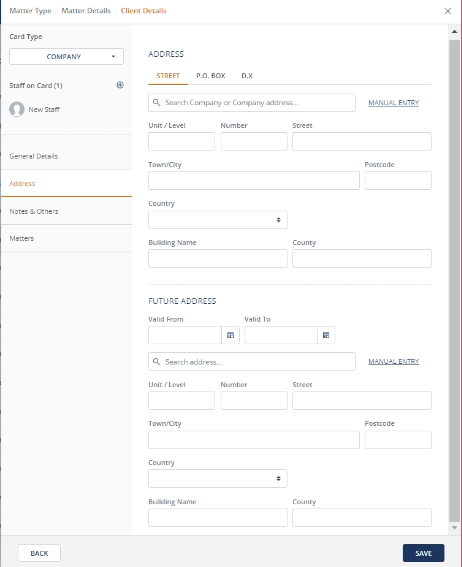 Matter Type Matter Details Client Details
Card Type
COMPANY
Staff on Card (1)
New Staff
General Details
Address
Notes & Others
Matters
ADDRESS
STREET P.O. BOX D.X
Search Company or Company address...
MANUAL ENTRY
Unit / Level Number Street
Town/City Postcode
Country
Building Name County
FUTURE ADDRESS
Valid From Valid To
Search address...
MANUAL ENTRY
Unit / Level Number Street
Town/City Postcode
Country
Building Name County
BACK SAVE